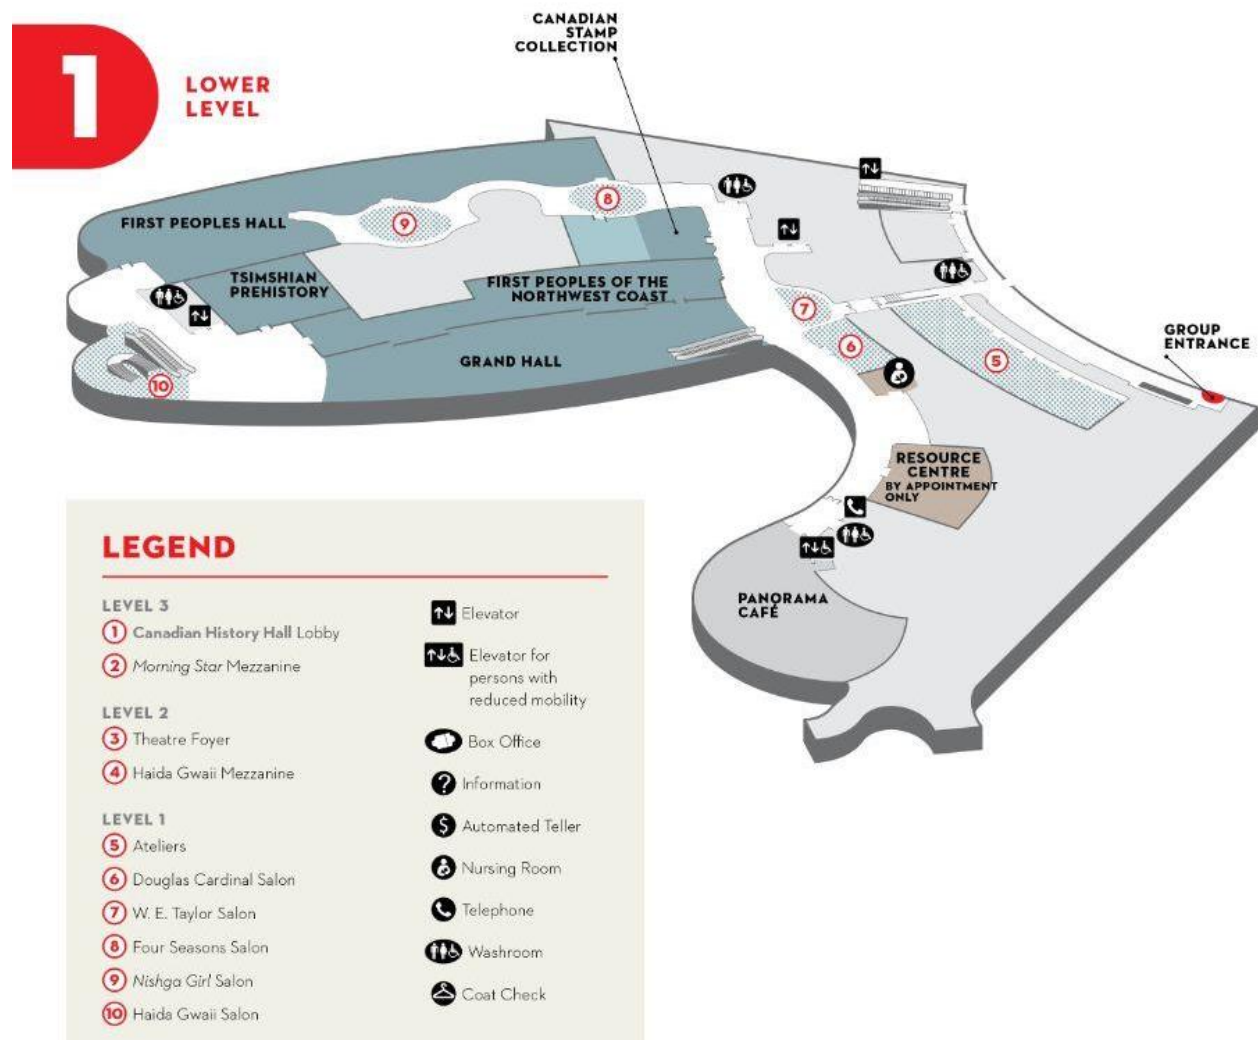 1
LOWER
LEVEL
CANADIAN
STAMP
COLLECTION
FIRST PEOPLES HALL
9
8
TSIMSHIAN
PREHISTORY
FIRST PEOPLES OF THE
NORTHWEST COAST
GRAND HALL
10
7
6
5
GROUP
ENTRANCE
RESOURCE
CENTRE
BY APPOINTMENT
ONLY
PANORAMA
CAFÉ
LEGEND
LEVEL 3
1 Canadian History Hall Lobby
2 Morning Star Mezzanine
LEVEL 2
3 Theatre Foyer
4 Haida Gwaii Mezzanine
LEVEL 1
5 Ateliers
6 Douglas Cardinal Salon
7 W. E. Taylor Salon
8 Four Seasons Salon
9 Nishga Girl Salon
10 Haida Gwaii Salon
Elevator
Elevator for
persons with
reduced mobility
Box Office
? Information
$ Automated Teller
Nursing Room
Telephone
Washroom
Coat Check